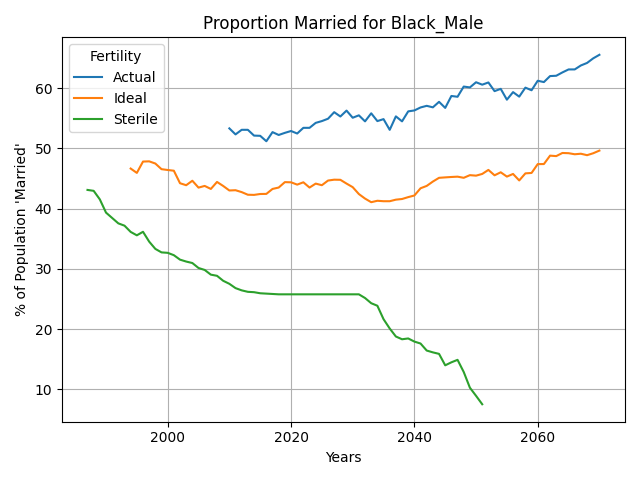 Proportion Married for Black_Male
Fertility
Actual
Ideal
Sterile
% of Population 'Married'
60
50
40
30
20
10
2000 2020 2040 2060
Years